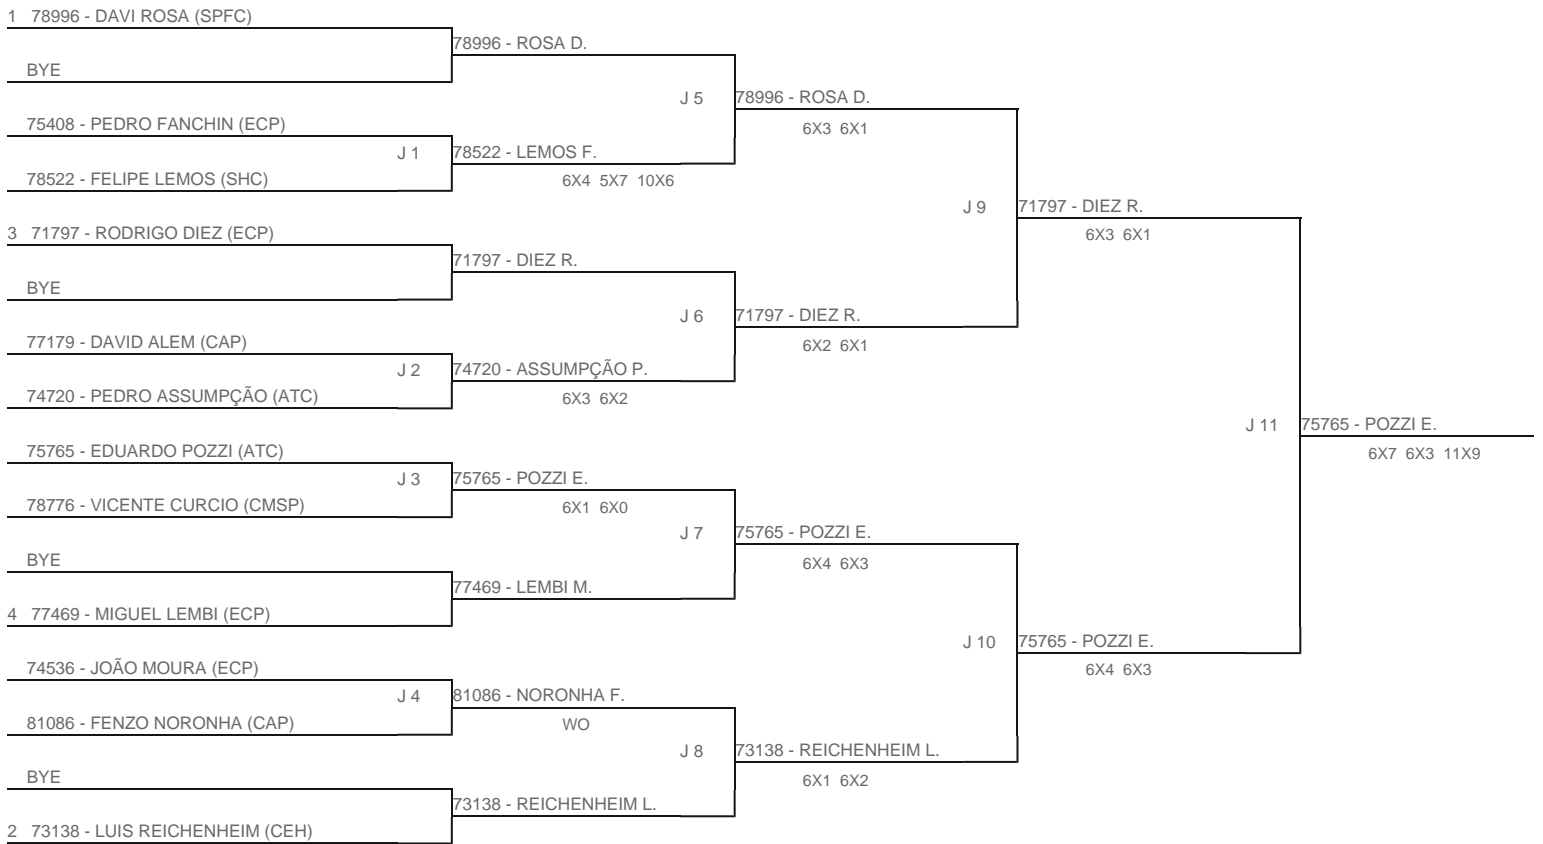 1 78996 - DAVI ROSA (SPFC)
78996 - ROSA D.
BYE
J 5
78996 - ROSA D.
75408 - PEDRO FANCHIN (ECP)
6X3 6X1
J 1
78522 - LEMOS F.
78522 - FELIPE LEMOS (SHC)
6X4 5X7 10X6
J 9
71797 - DIEZ R.
3 71797 - RODRIGO DIEZ (ECP)
6X3 6X1
71797 - DIEZ R.
BYE
J 6
71797 - DIEZ R.
77179 - DAVID ALEM (CAP)
6X2 6X1
J 2
74720 - ASSUMPÇÃO P.
74720 - PEDRO ASSUMPÇÃO (ATC)
6X3 6X2
J 11
75765 - POZZI E.
75765 - EDUARDO POZZI (ATC)
6X7 6X3 11X9
J 3
75765 - POZZI E.
78776 - VICENTE CURCIO (CMSP)
6X1 6X0
J 7
75765 - POZZI E.
BYE
6X4 6X3
77469 - LEMBI M.
4 77469 - MIGUEL LEMBI (ECP)
J 10
75765 - POZZI E.
74536 - JOÃO MOURA (ECP)
6X4 6X3
J 4
81086 - NORONHA F.
81086 - FENZO NORONHA (CAP)
WO
J 8
73138 - REICHENHEIM L.
BYE
6X1 6X2
73138 - REICHENHEIM L.
2 73138 - LUIS REICHENHEIM (CEH)